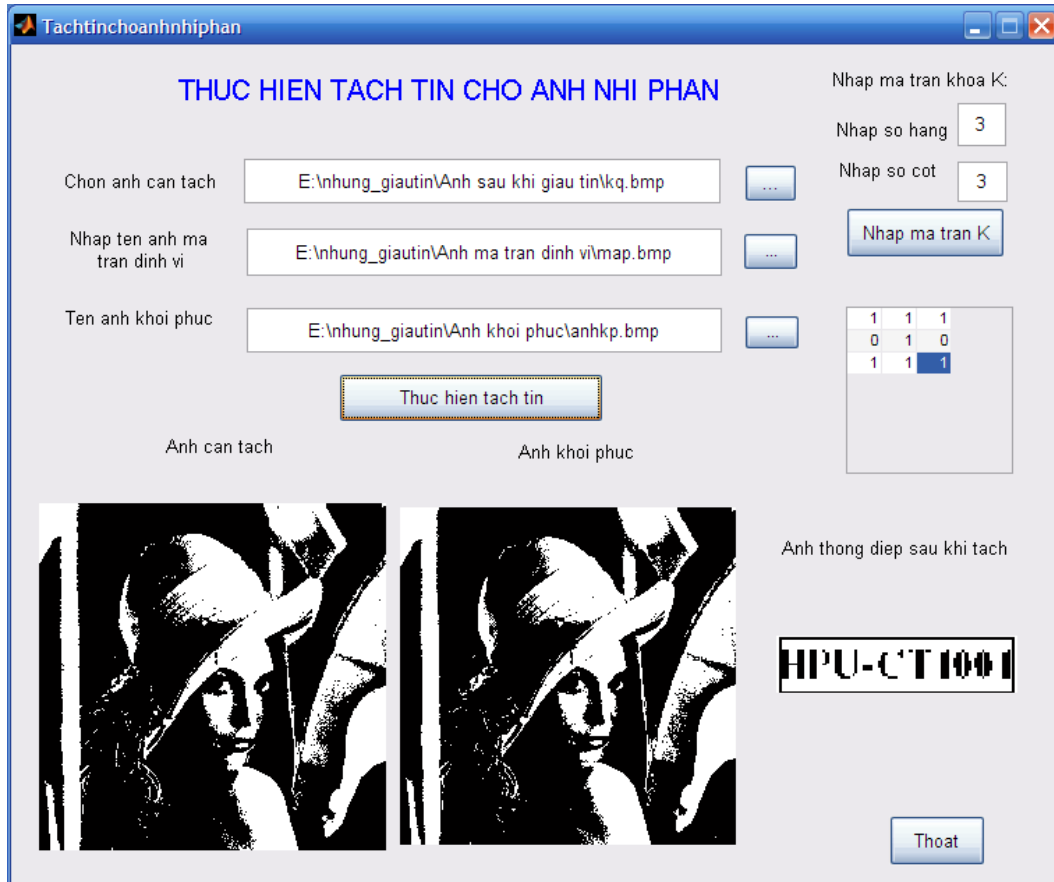 Tachtinchoanhnhiphan
THUC HIEN TACH TIN CHO ANH NHI PHAN
Nhap ma tran khoa K:
Nhap so hang
3
Nhap so cot
3
Nhap ma tran K
Chon anh can tach
E:\nhung_giautin\Anh sau khi giau tin\kq.bmp
...
Nhap ten anh ma
tran dinh vi
E:\nhung_giautin\Anh ma tran dinh vi\map.bmp
...
Ten anh khoi phuc
E:\nhung_giautin\Anh khoi phuc\anhkp.bmp
...
1 1 1
0 1 0
1 1 1
Thuc hien tach tin
Anh can tach
Anh khoi phuc
Anh thong diep sau khi tach
HPU-CT1001
Thoat